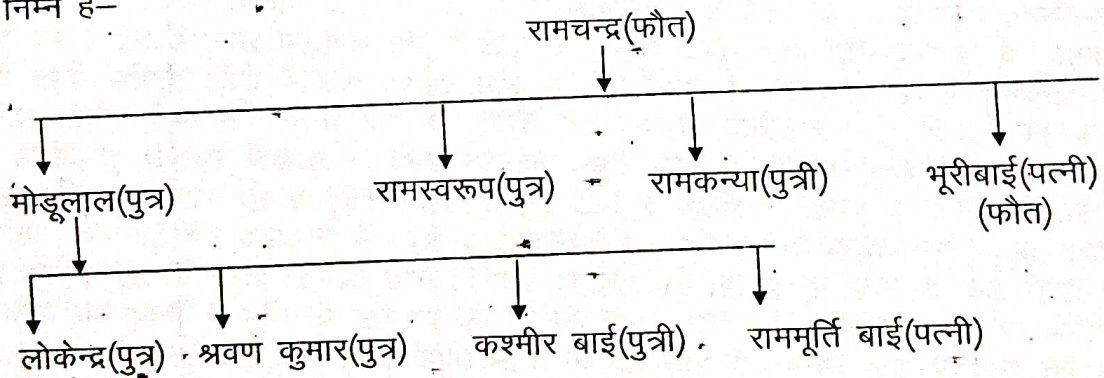 निम्न है–
रामचन्द्र(फौत)
मोडूलाल(पुत्र) रामस्वरूप(पुत्र) रामकन्या(पुत्री) भूरीबाई(पत्नी)
(फौत)
लोकेन्द्र(पुत्र) श्रवण कुमार(पुत्र) कश्मीर बाई(पुत्री) राममूर्ति बाई(पत्नी)